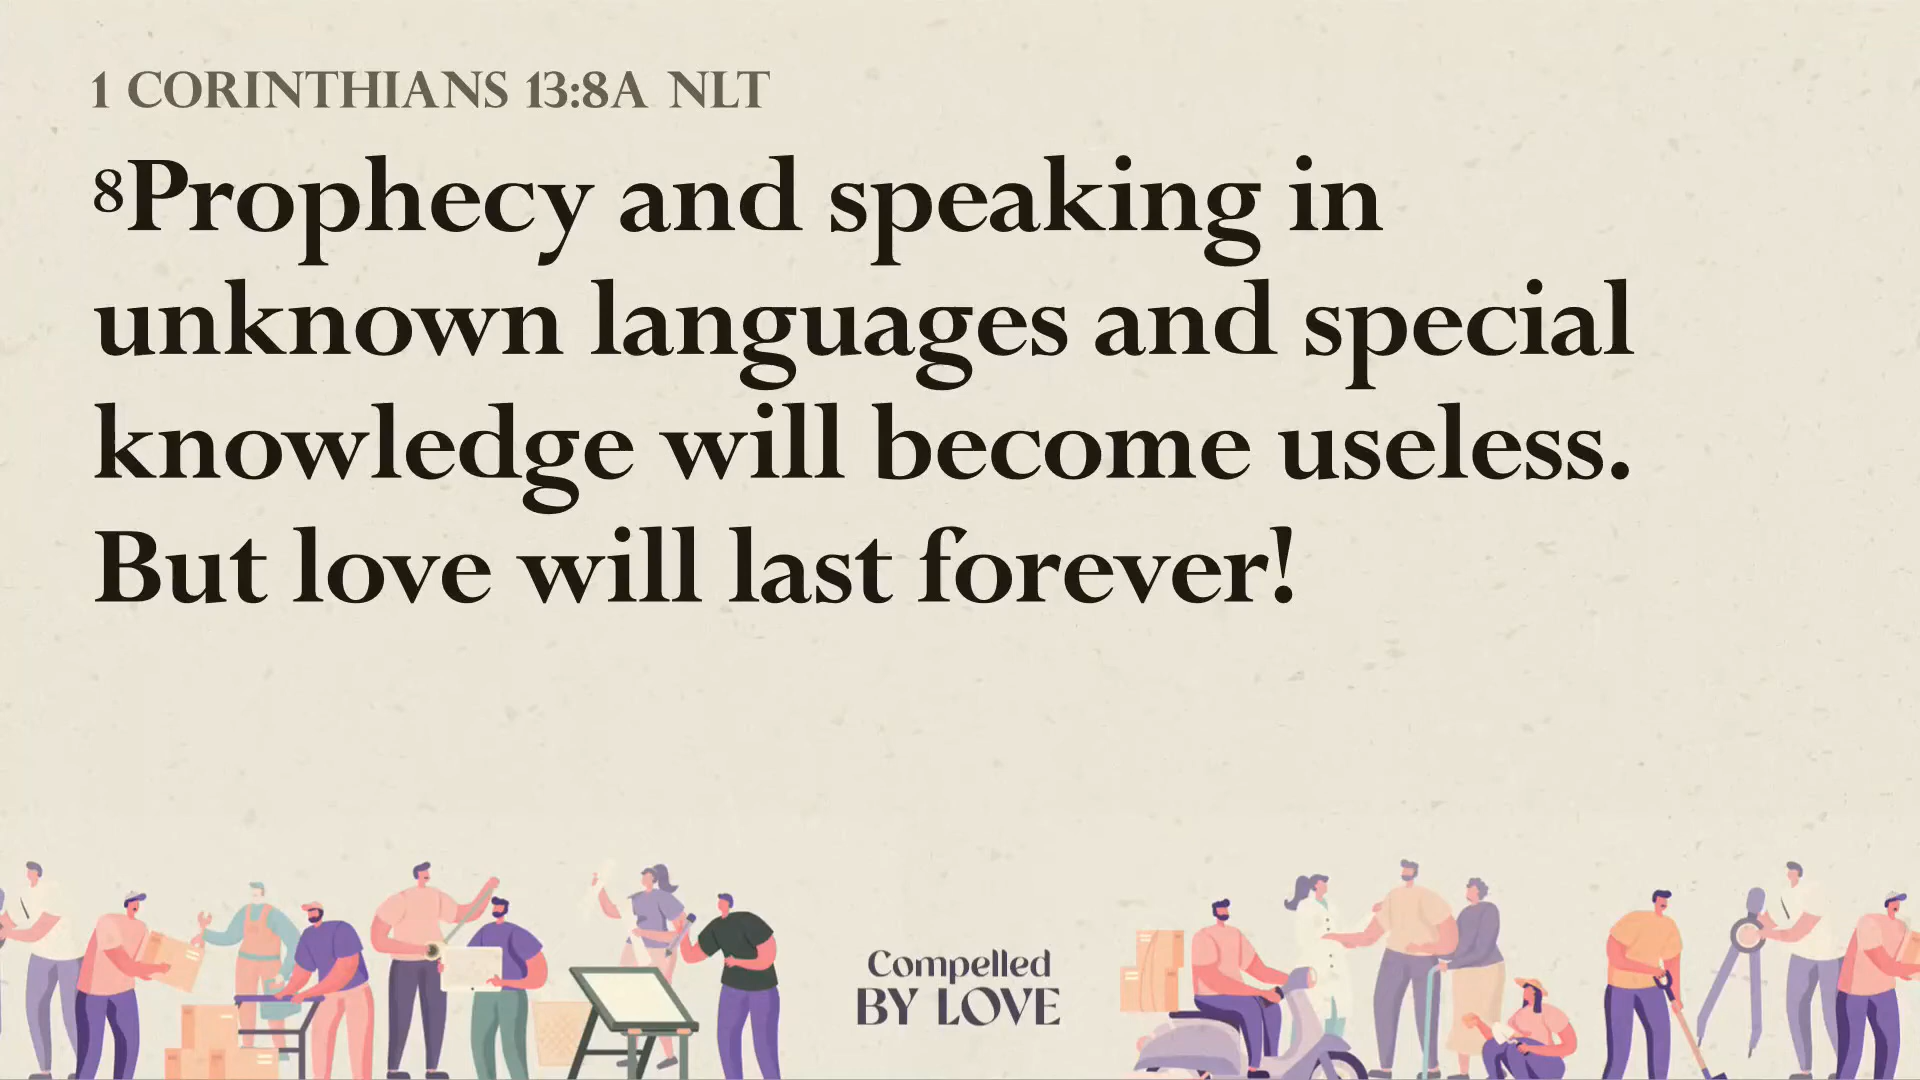 1 CORINTHIANS 13:8A NLT
8Prophecy and speaking in
unknown languages and special
knowledge will become useless.
But love will last forever!
Compelled
BY LOVE